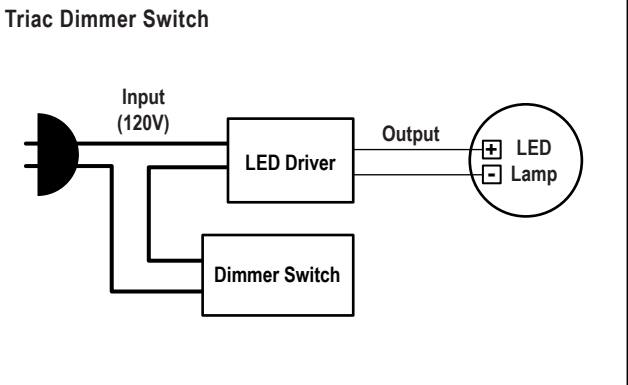 Triac Dimmer Switch
Input
(120V)
LED Driver
Output
+ LED
- Lamp
Dimmer Switch